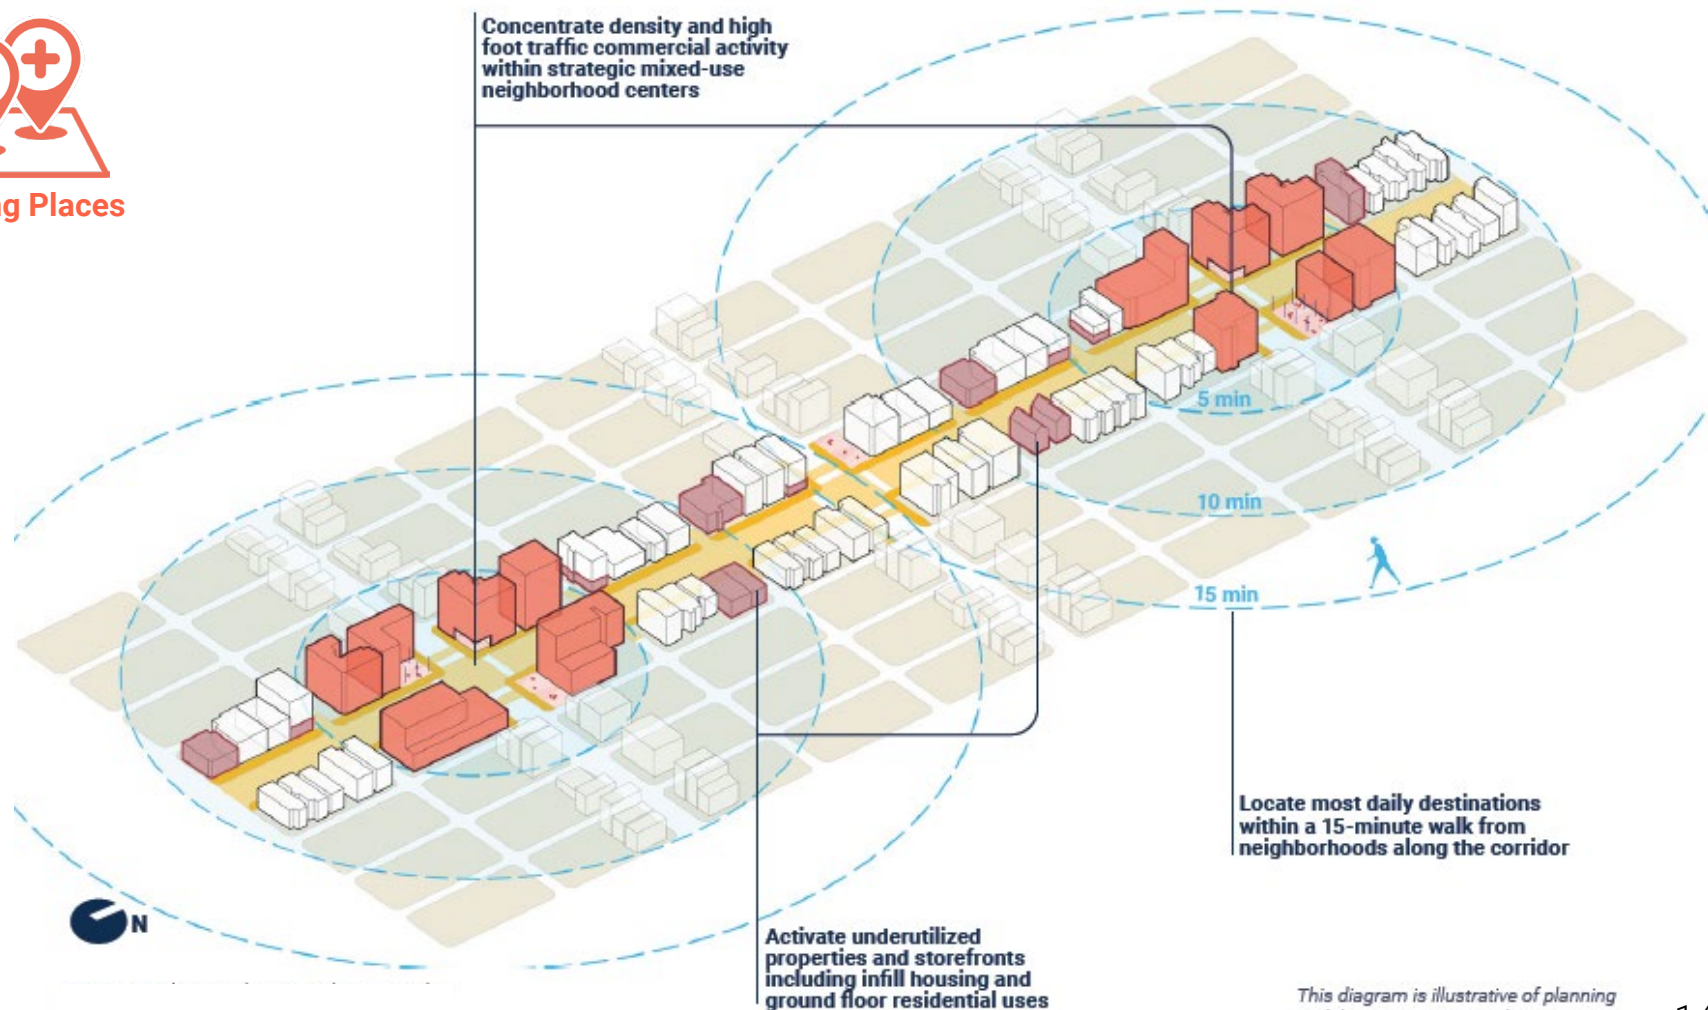 Concentrate density and high
foot traffic commercial activity
within strategic mixed-use
neighborhood centers
Places
5 min
10 min
15 min
Locate most daily destinations
within a 15-minute walk from
neighborhoods along the corridor
N
Activate underutilized
properties and storefronts
including infill housing and
ground floor residential uses
This diagram is illustrative of planning